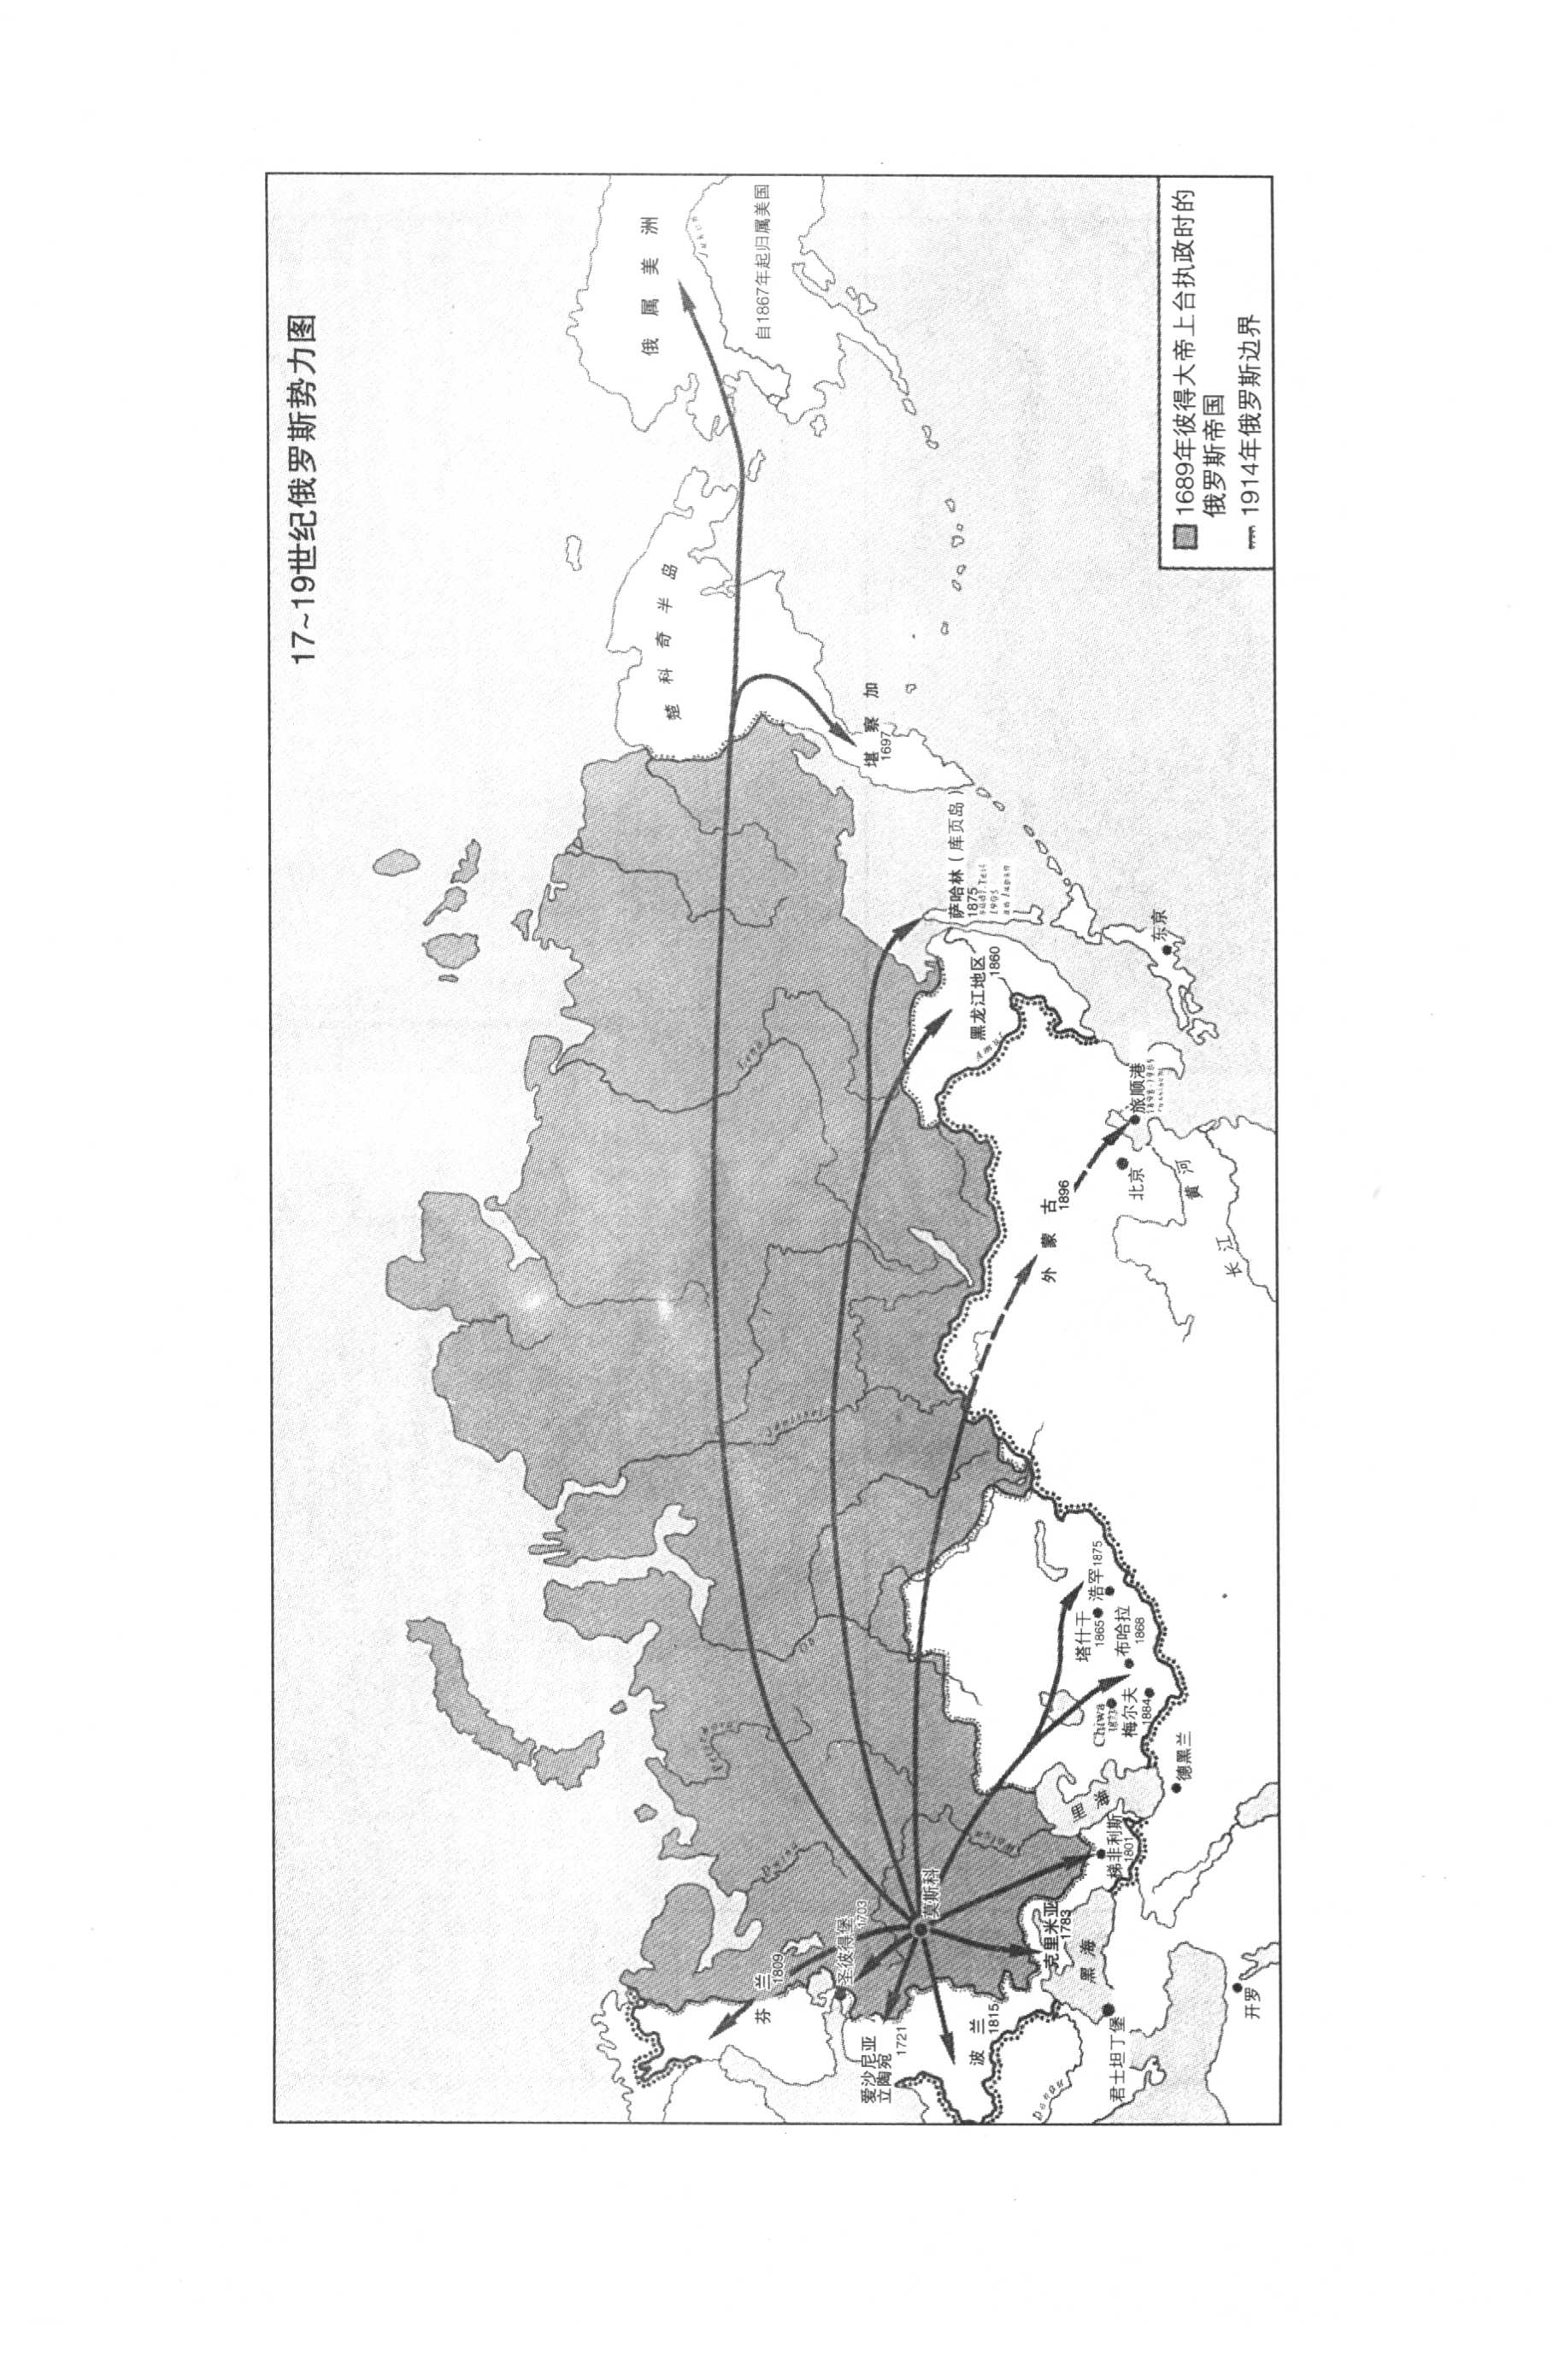 17~19世纪俄罗斯势力图
俄属美洲
自1867年起归属美国
楚科奇半岛
堪察加
1697
萨哈林（库页岛）
1875
黑龙江地区
1860
东京
旅顺港
北京
黄河
长江
外蒙古
1896
塔什干
1865
浩罕1875
布哈拉
1868
Chiwa
1873
梅尔夫
1884
德黑兰
里海
梯非利斯
1801
莫斯科
克里米亚
1783
黑海
圣彼得堡
1703
芬兰
1809
爱沙尼亚
立陶宛
1721
波兰
1815
君士坦丁堡
开罗
Donau
Ob
1689年彼得大帝上台执政时的
俄罗斯帝国
1914年俄罗斯边界